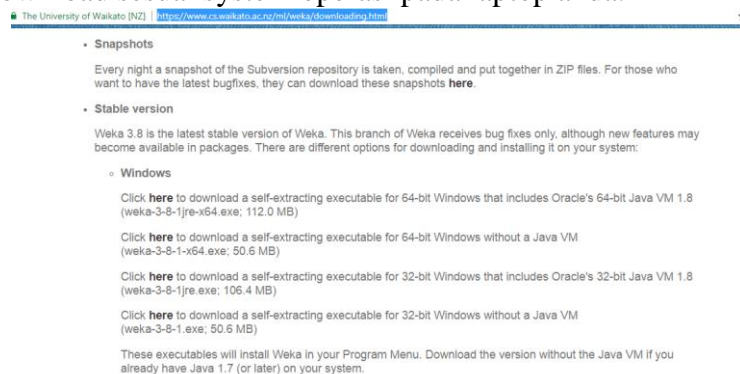 The University of Waikato [NZ] | https://www.cs.waikato.ac.nz/ml/weka/downloading.html
• Snapshots
Every night a snapshot of the Subversion repository is taken, compiled and put together in ZIP files. For those who
want to have the latest bugfixes, they can download these snapshots here.
• Stable version
Weka 3.8 is the latest stable version of Weka. This branch of Weka receives bug fixes only, although new features may
become available in packages. There are different options for downloading and installing it on your system:
◦ Windows
Click here to download a self-extracting executable for 64-bit Windows that includes Oracle's 64-bit Java VM 1.8
(weka-3-8-1jre-x64.exe; 112.0 MB)
Click here to download a self-extracting executable for 64-bit Windows without a Java VM
(weka-3-8-1-x64.exe; 50.6 MB)
Click here to download a self-extracting executable for 32-bit Windows that includes Oracle's 32-bit Java VM 1.8
(weka-3-8-1jre.exe; 106.4 MB)
Click here to download a self-extracting executable for 32-bit Windows without a Java VM
(weka-3-8-1.exe; 50.6 MB)
These executables will install Weka in your Program Menu. Download the version without the Java VM if you
already have Java 1.7 (or later) on your system.